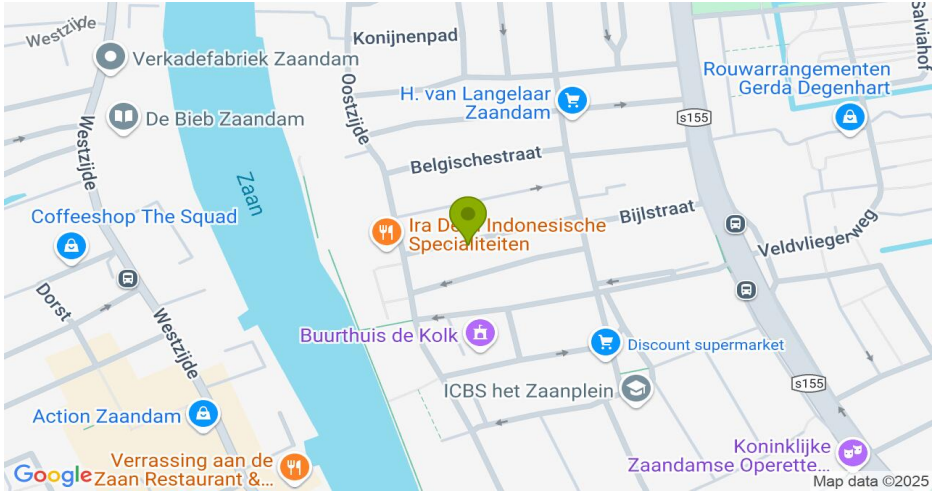 Westzijde
Konijnenpad
Salviahof
Verkadefabriek Zaandam
Rouwarrangementen
Gerda Degenhart
H. van Langelaar
Zaandam
Oostzijde
De Bieb Zaandam
s155
Westzijde
Belgischestraat
Zaan
Coffeeshop The Squad
Ira
Indonesische
Specialiteiten
Bijlstraat
Veldvliegerweg
Dorst
Westzijde
Buurthuis de Kolk
Discount supermarket
ICBS het Zaanplein
s155
Action Zaandam
Koninklijke
Zaandamse Operette...
Verrassing aan de
Zaan Restaurant &...
Google
Map data ©2025